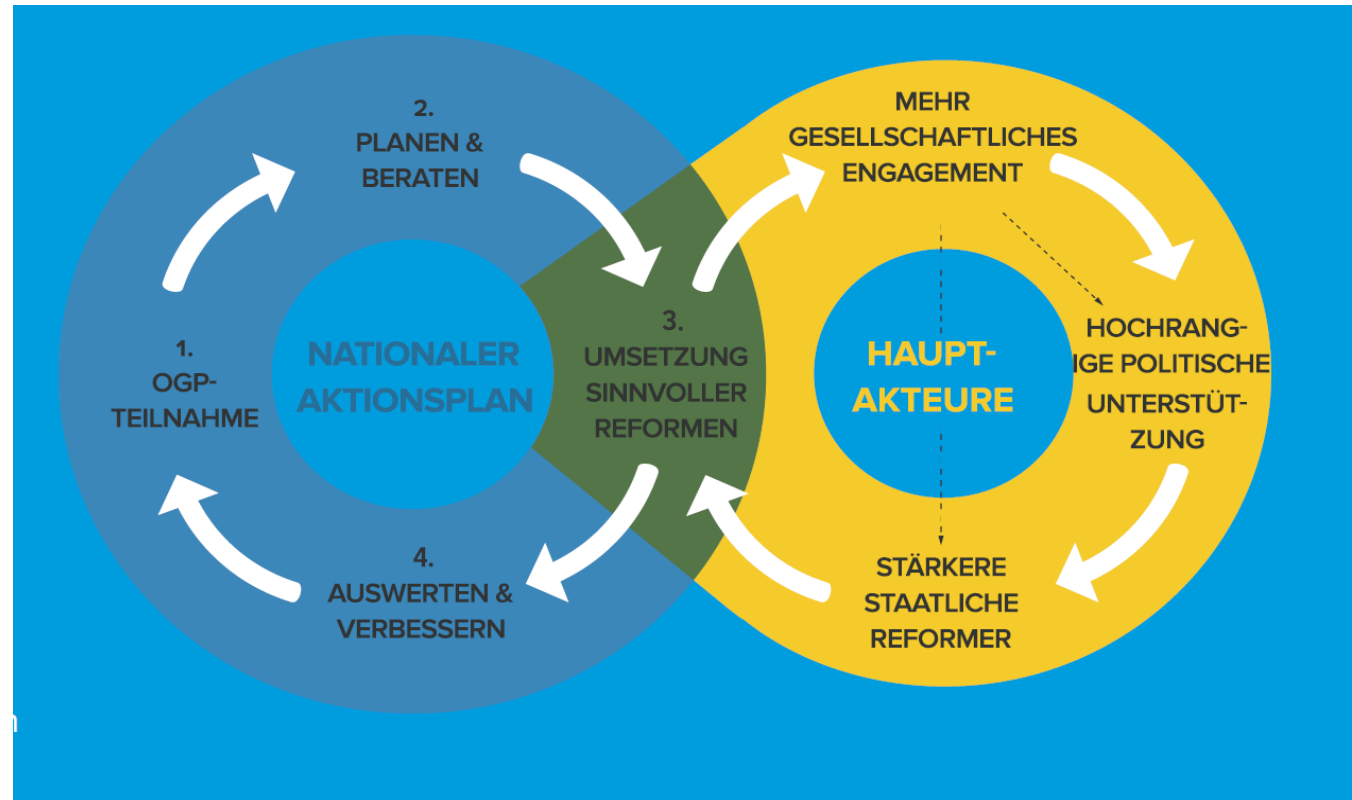 2.
PLANEN &
BERATEN
1.
OGP-
TEILNAHME
NATIONALER
AKTIONSPLAN
3.
UMSETZUNG
SINNVOLLER
REFORMEN
4.
AUSWERTEN &
VERBESSERN
MEHR
GESELLSCHAFTLICHES
ENGAGEMENT
HAUPT-
AKTEURE
HOCHRANG-
IGE POLITISCHE
UNTERSTÜT-
ZUNG
STÄRKERE
STAATLICHE
REFORMER